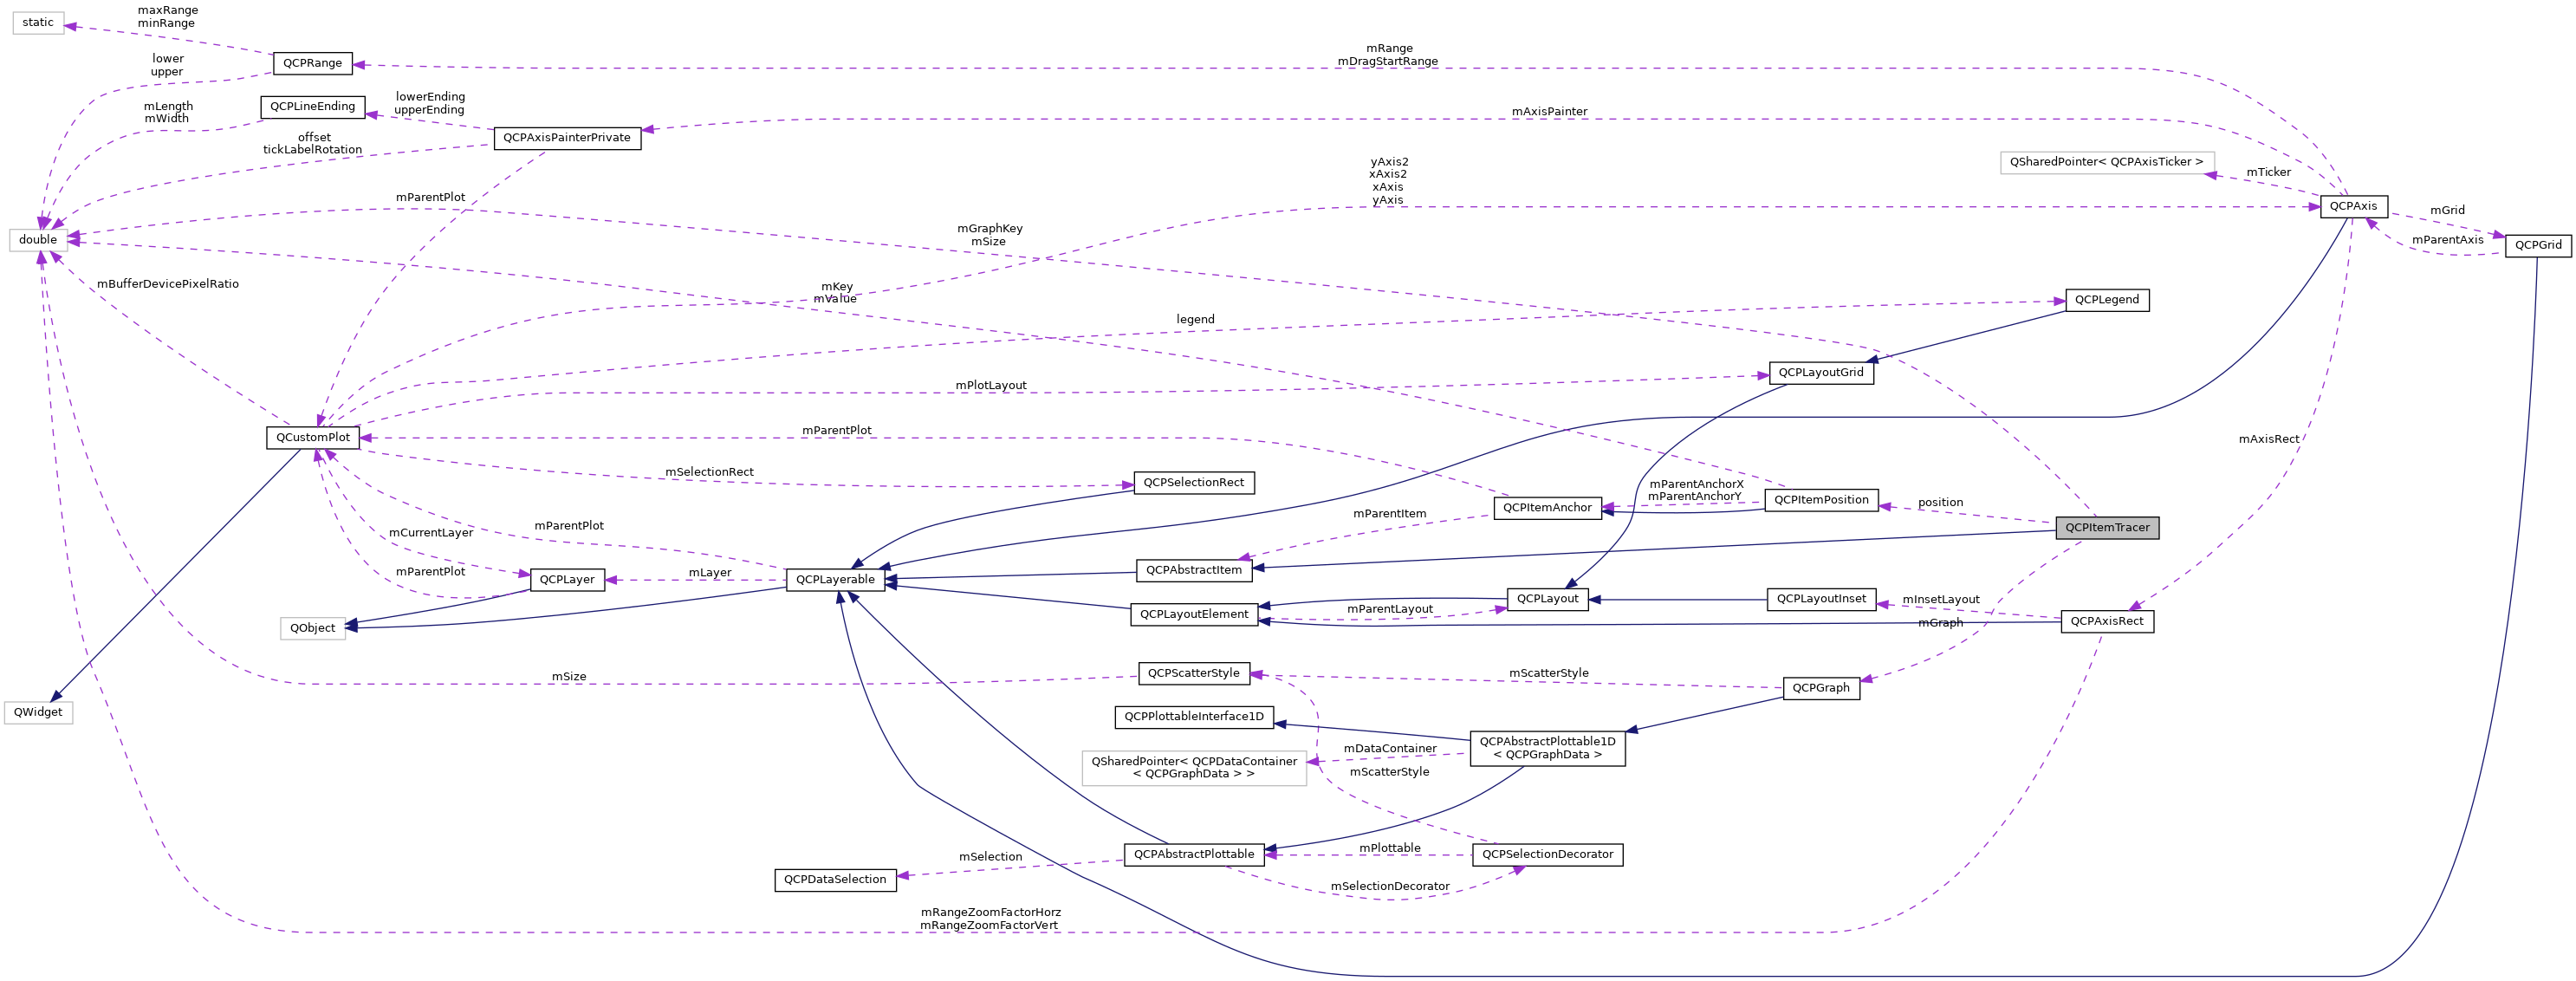 static
maxRange
minRange
QCPRange
mRange
mDragStartRange
lower
upper
QCPLineEnding
lowerEnding
upperEnding
mLength
mWidth
QCPAxisPainterPrivate
mAxisPainter
offset
tickLabelRotation
QSharedPointer< QCPAxisTicker >
mTicker
yAxis2
xAxis2
xAxis
yAxis
QCPAxis
mGrid
mParentAxis
QCPGrid
mParentPlot
double
mGraphKey
mSize
mBufferDevicePixelRatio
mKey
mValue
QCPLegend
legend
QCPLayoutGrid
mPlotLayout
QCustomPlot
mParentPlot
mAxisRect
mSelectionRect
QCPSelectionRect
mParentAnchorX
mParentAnchorY
QCPItemPosition
position
QCPItemAnchor
mParentItem
QCPItemTracer
mParentPlot
mCurrentLayer
mParentPlot
QCPLayer
mLayer
QCPLayerable
QCPAbstractItem
QCPLayoutElement
mParentLayout
QCPLayout
QCPLayoutInset
mInsetLayout
mGraph
QCPAxisRect
QObject
mSize
QCPScatterStyle
mScatterStyle
QCPGraph
QWidget
QCPPlottableInterface1D
QCPAbstractPlottable1D
< QCPGraphData >
mDataContainer
QSharedPointer< QCPDataContainer
< QCPGraphData > >
mScatterStyle
QCPAbstractPlottable
mPlottable
QCPSelectionDecorator
mSelection
QCPDataSelection
mSelectionDecorator
mRangeZoomFactorHorz
mRangeZoomFactorVert